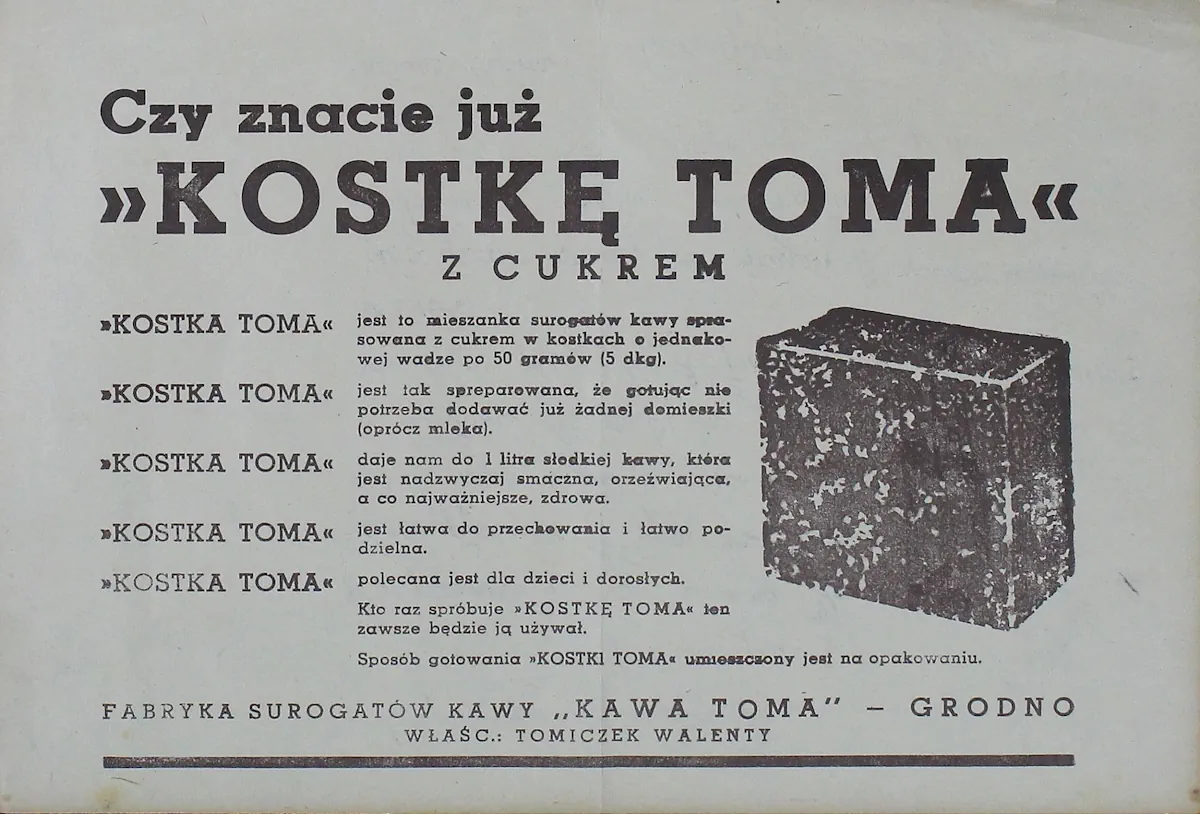 Czy znacie już
»KOSTKĘ TOMA«
Z CUKREM
»KOSTKA TOMA« jest to mieszanka surogatów kawy spra-
sowana z cukrem w kostkach o jednako-
wej wadze po 50 gramów (5 dkg).
»KOSTKA TOMA« jest tak spreparowana, że gotując nie
potrzeba dodawać już żadnej domieszki
(oprócz mleka).
»KOSTKA TOMA« daje nam do 1 litra słodkiej kawy, która
jest nadzwyczaj smaczna, orzeźwiająca,
a co najważniejsze, zdrowa.
»KOSTKA TOMA« jest łatwa do przechowania i łatwo po-
dzielna.
»KOSTKA TOMA« polecana jest dla dzieci i dorosłych.
Kto raz spróbuje »KOSTKĘ TOMA« ten
zawsze będzie ją używał.
Sposób gotowania »KOSTKI TOMA« umieszczony jest na opakowaniu.
FABRYKA SUROGATÓW KAWY „KAWA TOMA" – GRODNO
WŁAŚC.: TOMICZEK WALENTY